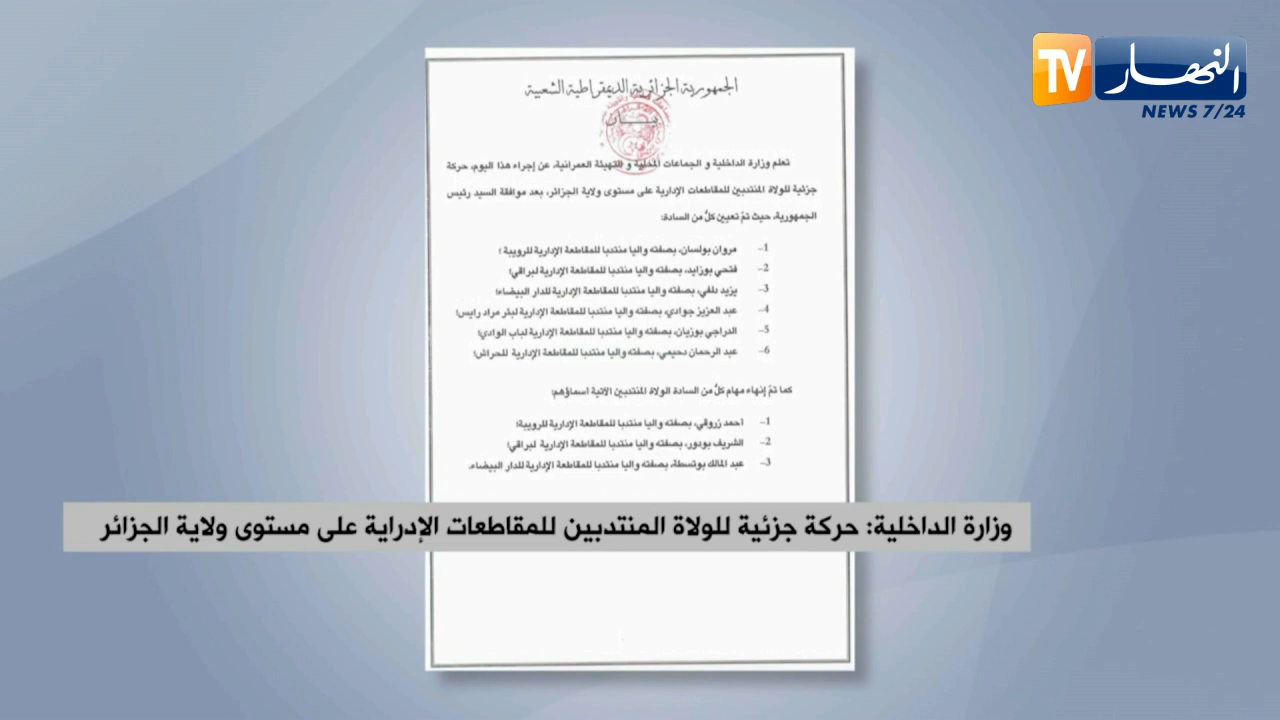 TV النهار
NEWS 7/24
الجمهورية الجزائرية الديمقراطية الشعبية
بيـــــان
تعلم وزارة الداخلية و الجماعات المحلية و التهيئة العمرانية، عن إجراء هذا اليوم، حركة
جزئية للولاة المنتدبين للمقاطعات الإدارية على مستوى ولاية الجزائر، بعد موافقة السيد رئيس
الجمهورية، حيث تمّ تعيين كلُّ من السادة:
1– مروان بولسان، بصفته واليا منتدبا للمقاطعة الإدارية للرويبة ؛
2– فتحي بوزايد، بصفته واليا منتدبا للمقاطعة الإدارية لبراقي؛
3– يزيد دلفي، بصفته واليا منتدبا للمقاطعة الإدارية للدار البيضاء؛
4– عبد العزيز جوادي، بصفته واليا منتدبا للمقاطعة الإدارية لبئر مراد رايس؛
5– الدراجي بوزيان، بصفته واليا منتدبا للمقاطعة الإدارية لباب الوادي؛
6– عبد الرحمان دحيمي، بصفته واليا منتدبا للمقاطعة الإدارية للحراش؛
كما تمّ إنهاء مهام كلُّ من السادة الولاة المنتدبين الآتية أسماؤهم:
1– احمد زروقي، بصفته واليا منتدبا للمقاطعة الإدارية للرويبة؛
2– الشريف بودور، بصفته واليا منتدبا للمقاطعة الإدارية لبراقي؛
3– عبد المالك بوتسطة، بصفته واليا منتدبا للمقاطعة الإدارية للدار البيضاء.
وزارة الداخلية: حركة جزئية للولاة المنتدبين للمقاطعات الإدراية على مستوى ولاية الجزائر